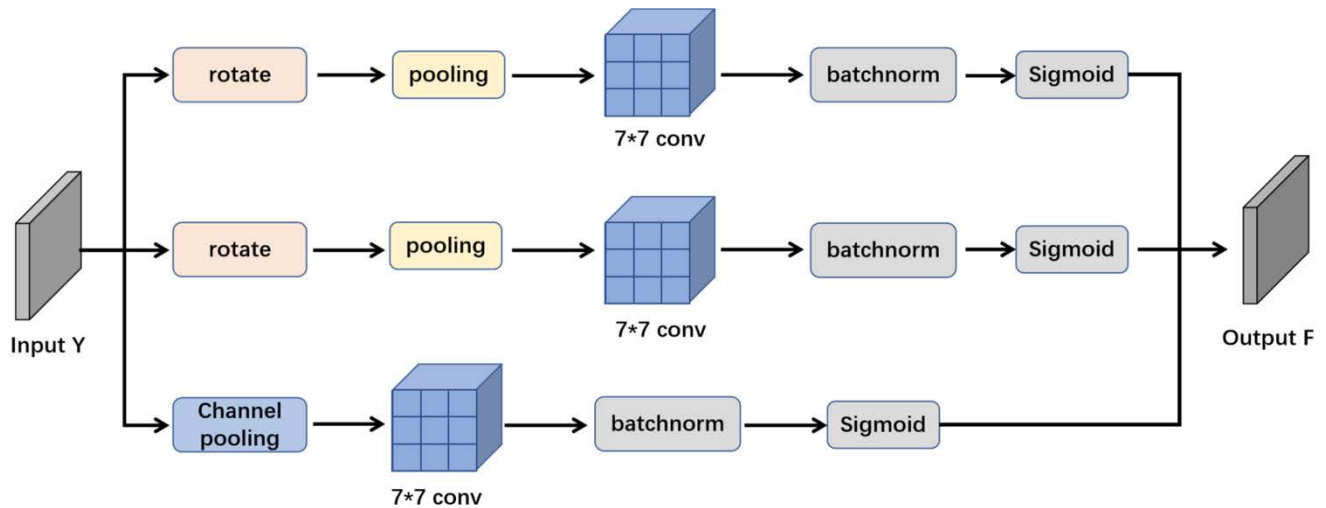 rotate
pooling
7*7 conv
batchnorm
Sigmoid
Input Y
rotate
pooling
7*7 conv
batchnorm
Sigmoid
Output F
Channel
pooling
7*7 conv
batchnorm
Sigmoid